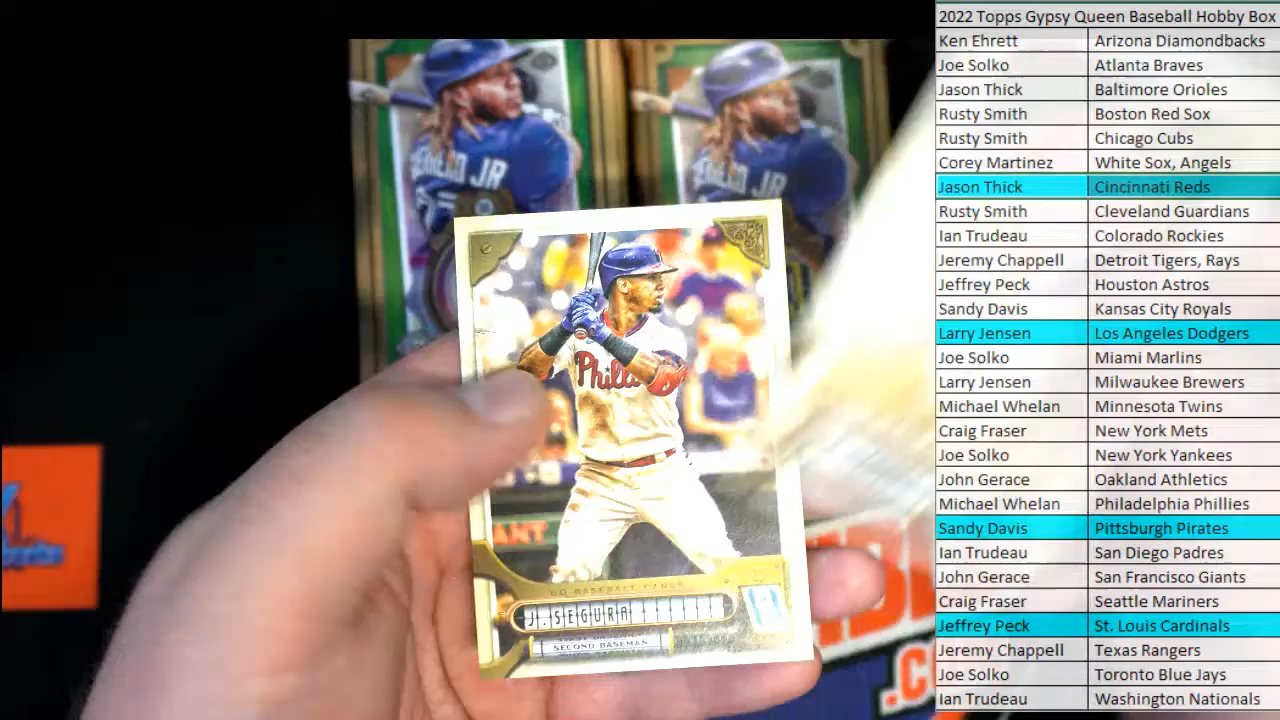 2022 Topps Gypsy Queen Baseball Hobby Box
Ken Ehrett Arizona Diamondbacks
Joe Solko Atlanta Braves
Jason Thick Baltimore Orioles
Rusty Smith Boston Red Sox
Rusty Smith Chicago Cubs
Corey Martinez White Sox, Angels
Jason Thick Cincinnati Reds
Rusty Smith Cleveland Guardians
Ian Trudeau Colorado Rockies
Jeremy Chappell Detroit Tigers, Rays
Jeffrey Peck Houston Astros
Sandy Davis Kansas City Royals
Larry Jensen Los Angeles Dodgers
Joe Solko Miami Marlins
Larry Jensen Milwaukee Brewers
Michael Whelan Minnesota Twins
Craig Fraser New York Mets
Joe Solko New York Yankees
John Gerace Oakland Athletics
Michael Whelan Philadelphia Phillies
Sandy Davis Pittsburgh Pirates
Ian Trudeau San Diego Padres
John Gerace San Francisco Giants
Craig Fraser Seattle Mariners
Jeffrey Peck St. Louis Cardinals
Jeremy Chappell Texas Rangers
Joe Solko Toronto Blue Jays
Ian Trudeau Washington Nationals
JR
JR
Philli
ANT
GQ BASEBALL CARDS
J. SEGURA
SECOND BASEMAN
.C